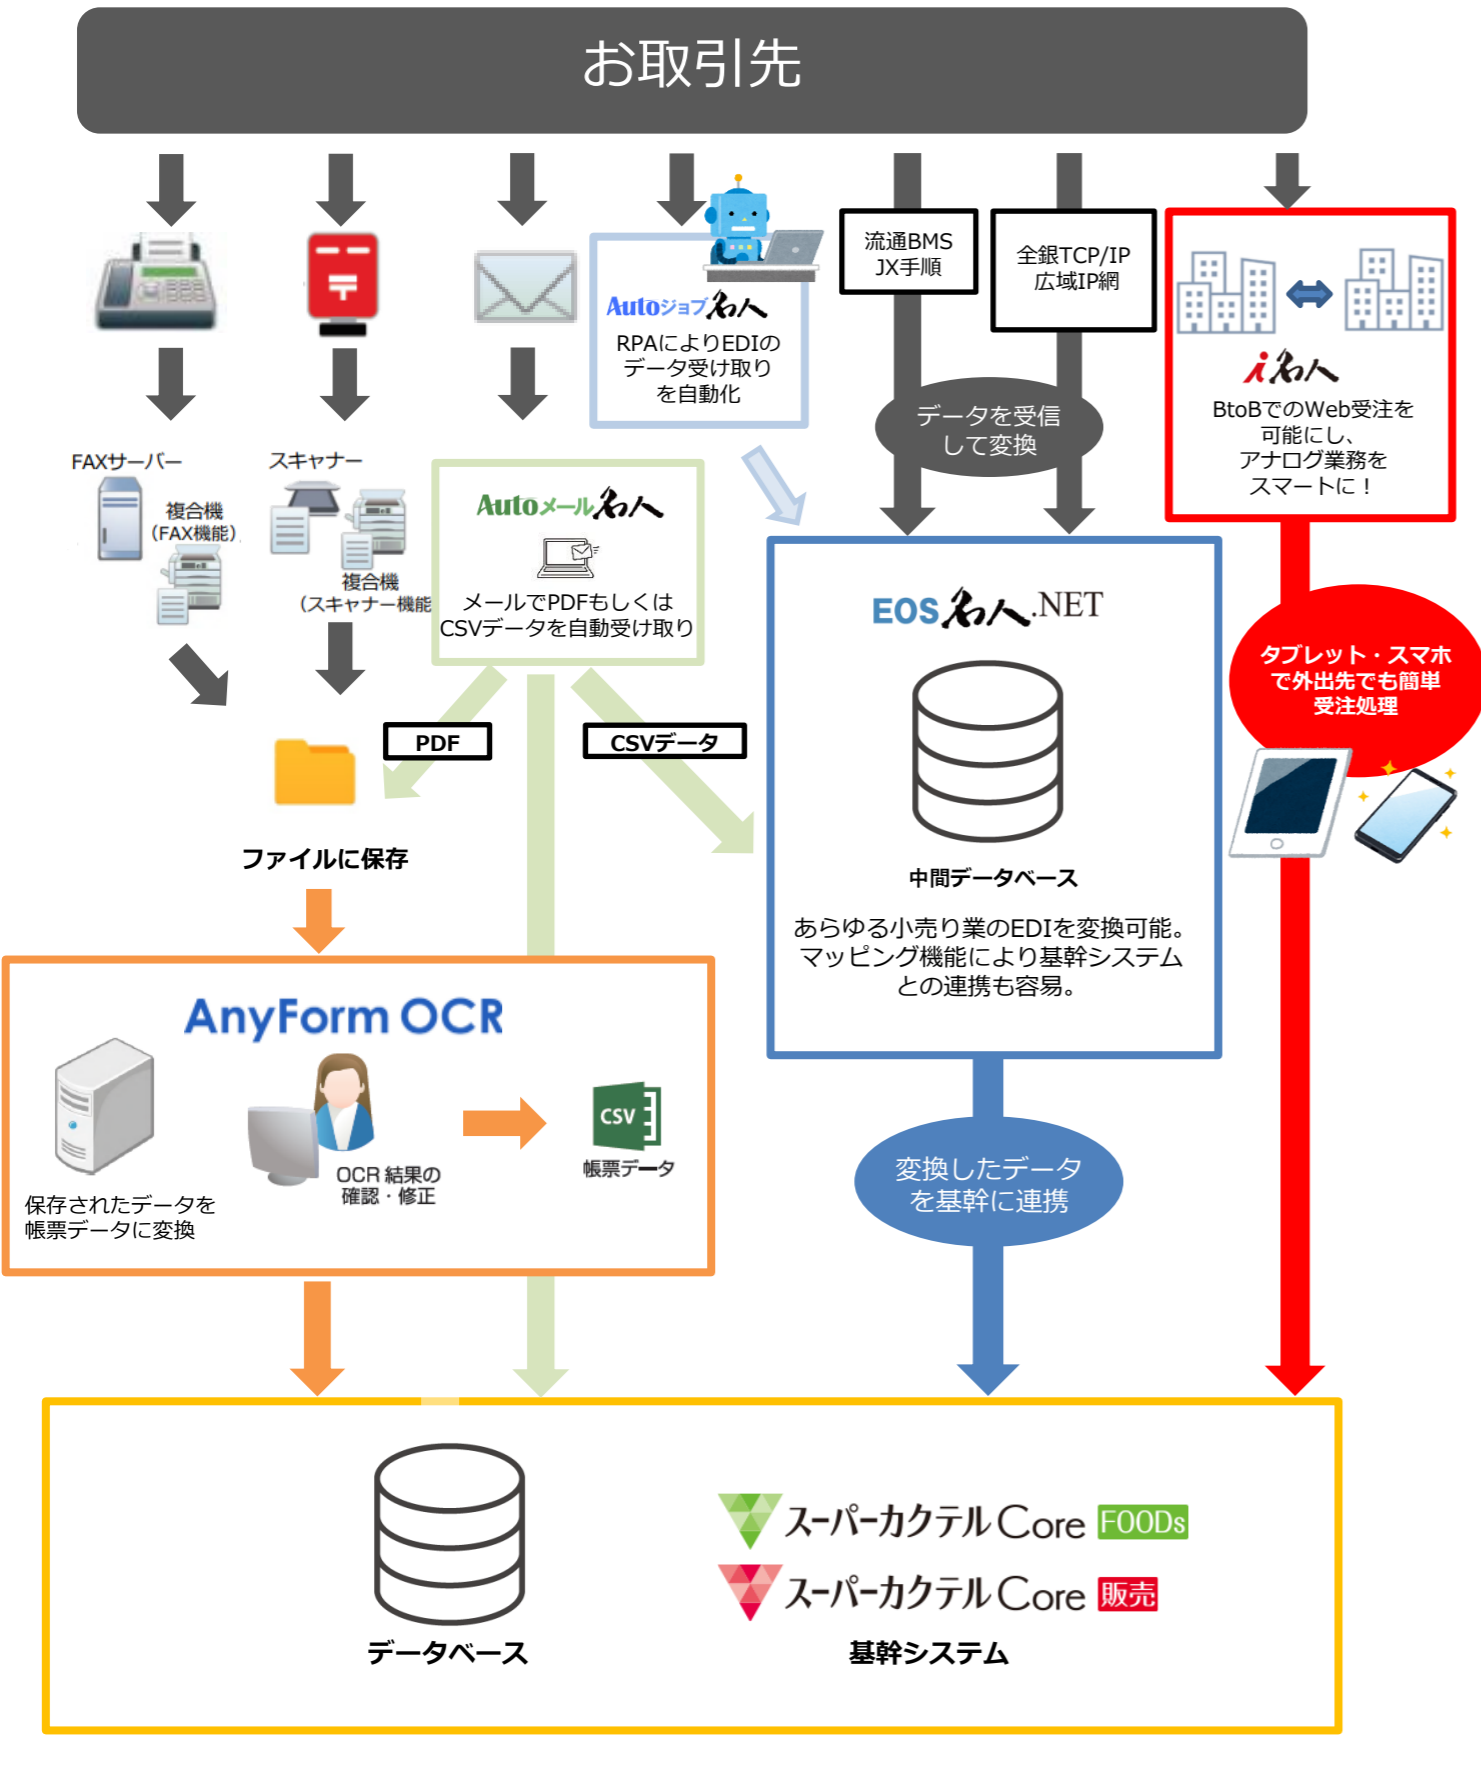 お取引先
流通BMS
JX手順
全銀TCP/IP
広域IP網
Autoジョブ名人
RPAによりEDIの
データ受け取り
を自動化
i名人
BtoBでのWeb受注を
可能にし、
アナログ業務を
スマートに！
データを受信
して変換
FAXサーバー
複合機
（FAX機能）
スキャナー
複合機
（スキャナー機能
Autoメール名人
メールでPDFもしくは
CSVデータを自動受け取り
EOS名人.NET
タブレット・スマホ
で外出先でも簡単
受注処理
PDF
CSVデータ
ファイルに保存
中間データベース
あらゆる小売り業のEDIを変換可能。
マッピング機能により基幹システム
との連携も容易。
AnyForm OCR
CSV
帳票データ
OCR 結果の
確認・修正
保存されたデータを
帳票データに変換
変換したデータ
を基幹に連携
スーパーカクテルCore FOODs
スーパーカクテルCore 販売
データベース
基幹システム